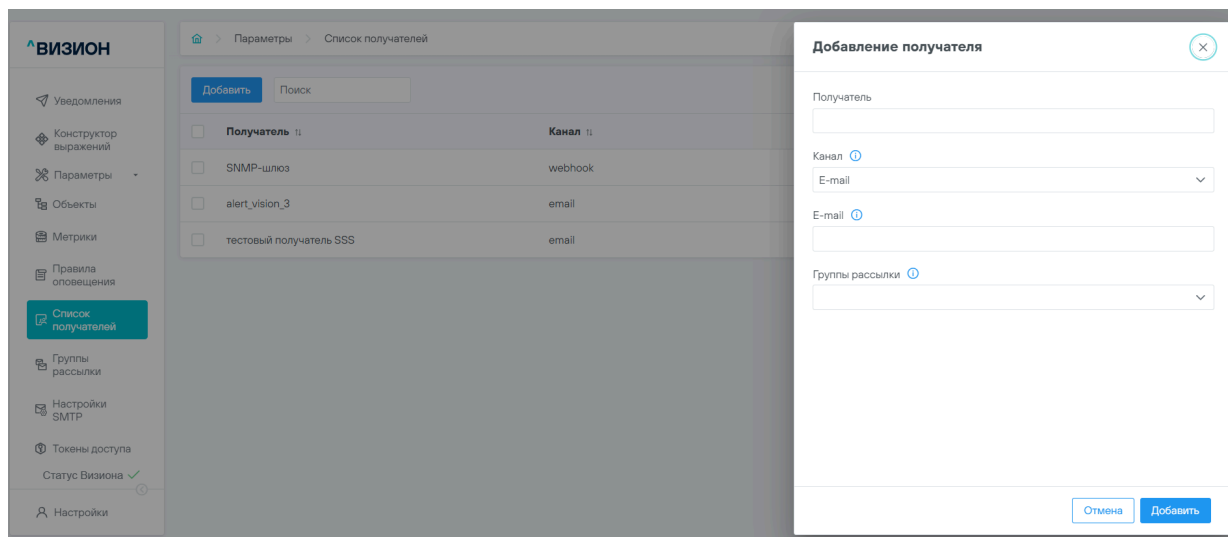 ^ВИЗИОН
Уведомления
Конструктор
выражений
Параметры
Объекты
Метрики
Правила
оповещения
Список
получателей
Группы
рассылки
Настройки
SMTP
Токены доступа
Статус Визиона
Настройки
Параметры > Список получателей
Добавить Поиск
Получатель Канал
SNMP-шлюз webhook
alert_vision_3 email
тестовый получатель SSS email
Добавление получателя
Получатель
Канал
E-mail
E-mail
Группы рассылки
Отмена Добавить